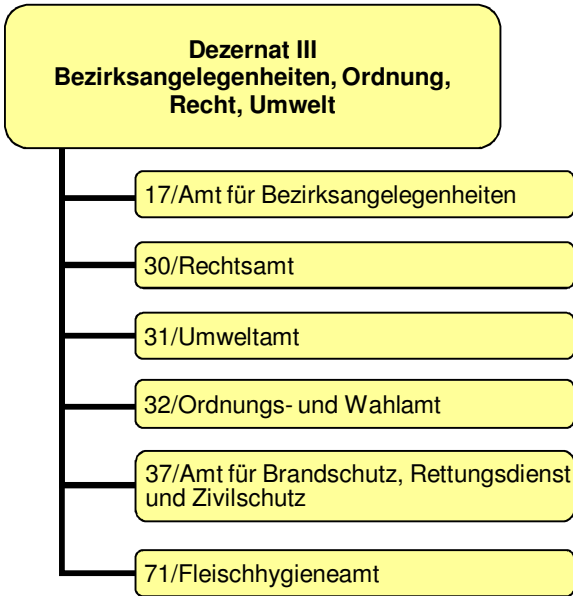 Dezernat III
Bezirksangelegenheiten, Ordnung,
Recht, Umwelt
17/Amt für Bezirksangelegenheiten
30/Rechtsamt
31/Umweltamt
32/Ordnungs- und Wahlamt
37/Amt für Brandschutz, Rettungsdienst
und Zivilschutz
71/Fleischhygieneamt